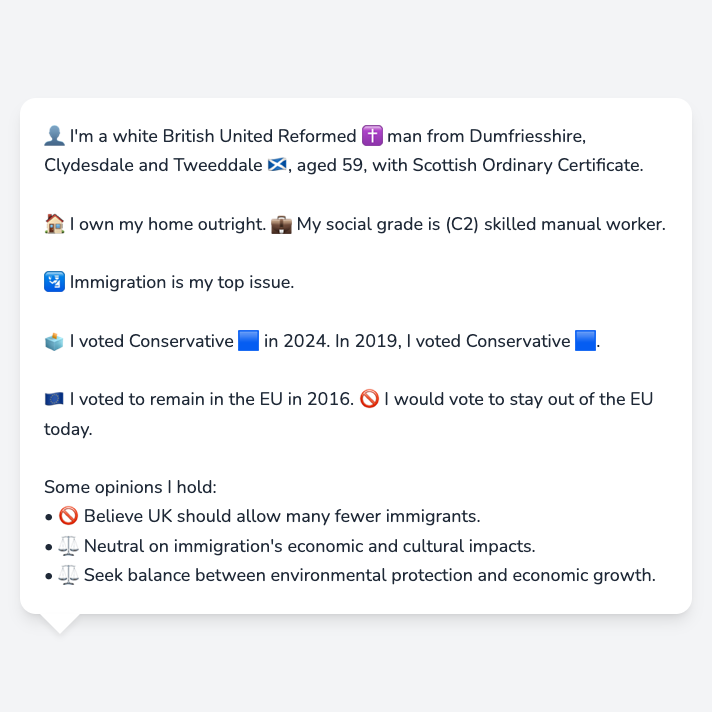 👤 I'm a white British United Reformed ✝️ man from Dumfriesshire,
Clydesdale and Tweeddale 🏴󠁧󠁢󠁳󠁣󠁴󠁿, aged 59, with Scottish Ordinary Certificate.
🏠 I own my home outright. 💼 My social grade is (C2) skilled manual worker.
🛂 Immigration is my top issue.
🗳️ I voted Conservative 🟦 in 2024. In 2019, I voted Conservative 🟦.
🇪🇺 I voted to remain in the EU in 2016. 🚫 I would vote to stay out of the EU
today.
Some opinions I hold:
• 🚫 Believe UK should allow many fewer immigrants.
• ⚖️ Neutral on immigration's economic and cultural impacts.
• ⚖️ Seek balance between environmental protection and economic growth.